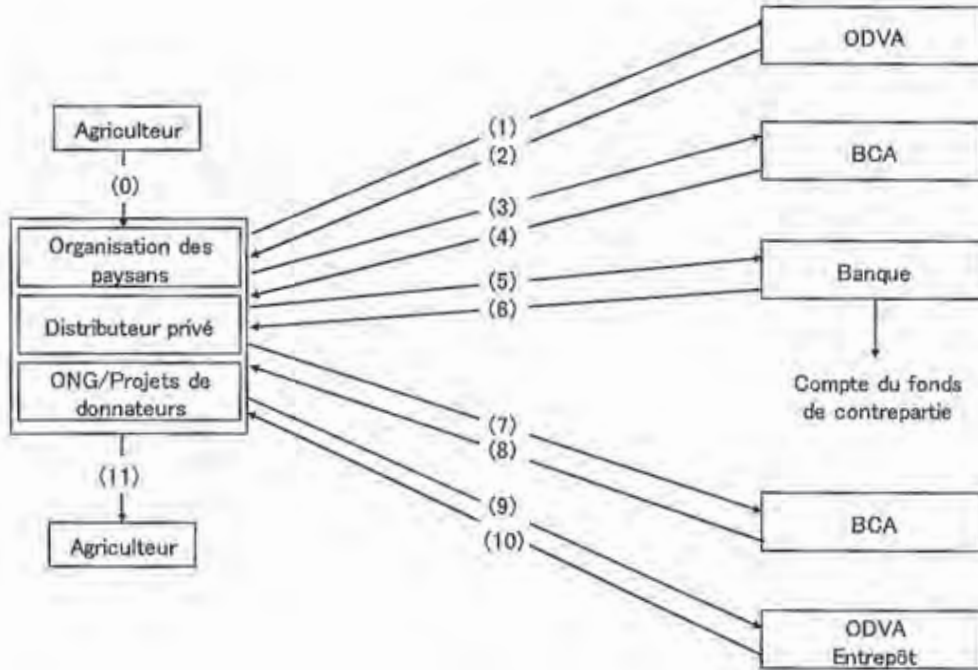 ODVA
Agriculteur
(1)
(2)
BCA
(0)
(3)
(4)
Organisation des
paysans
(5)
(6)
Banque
Distributeur privé
ONG/Projets de
donnateurs
Compte du fonds
de contrepartie
(7)
(8)
(11)
(9)
(10)
BCA
Agriculteur
ODVA
Entrepôt